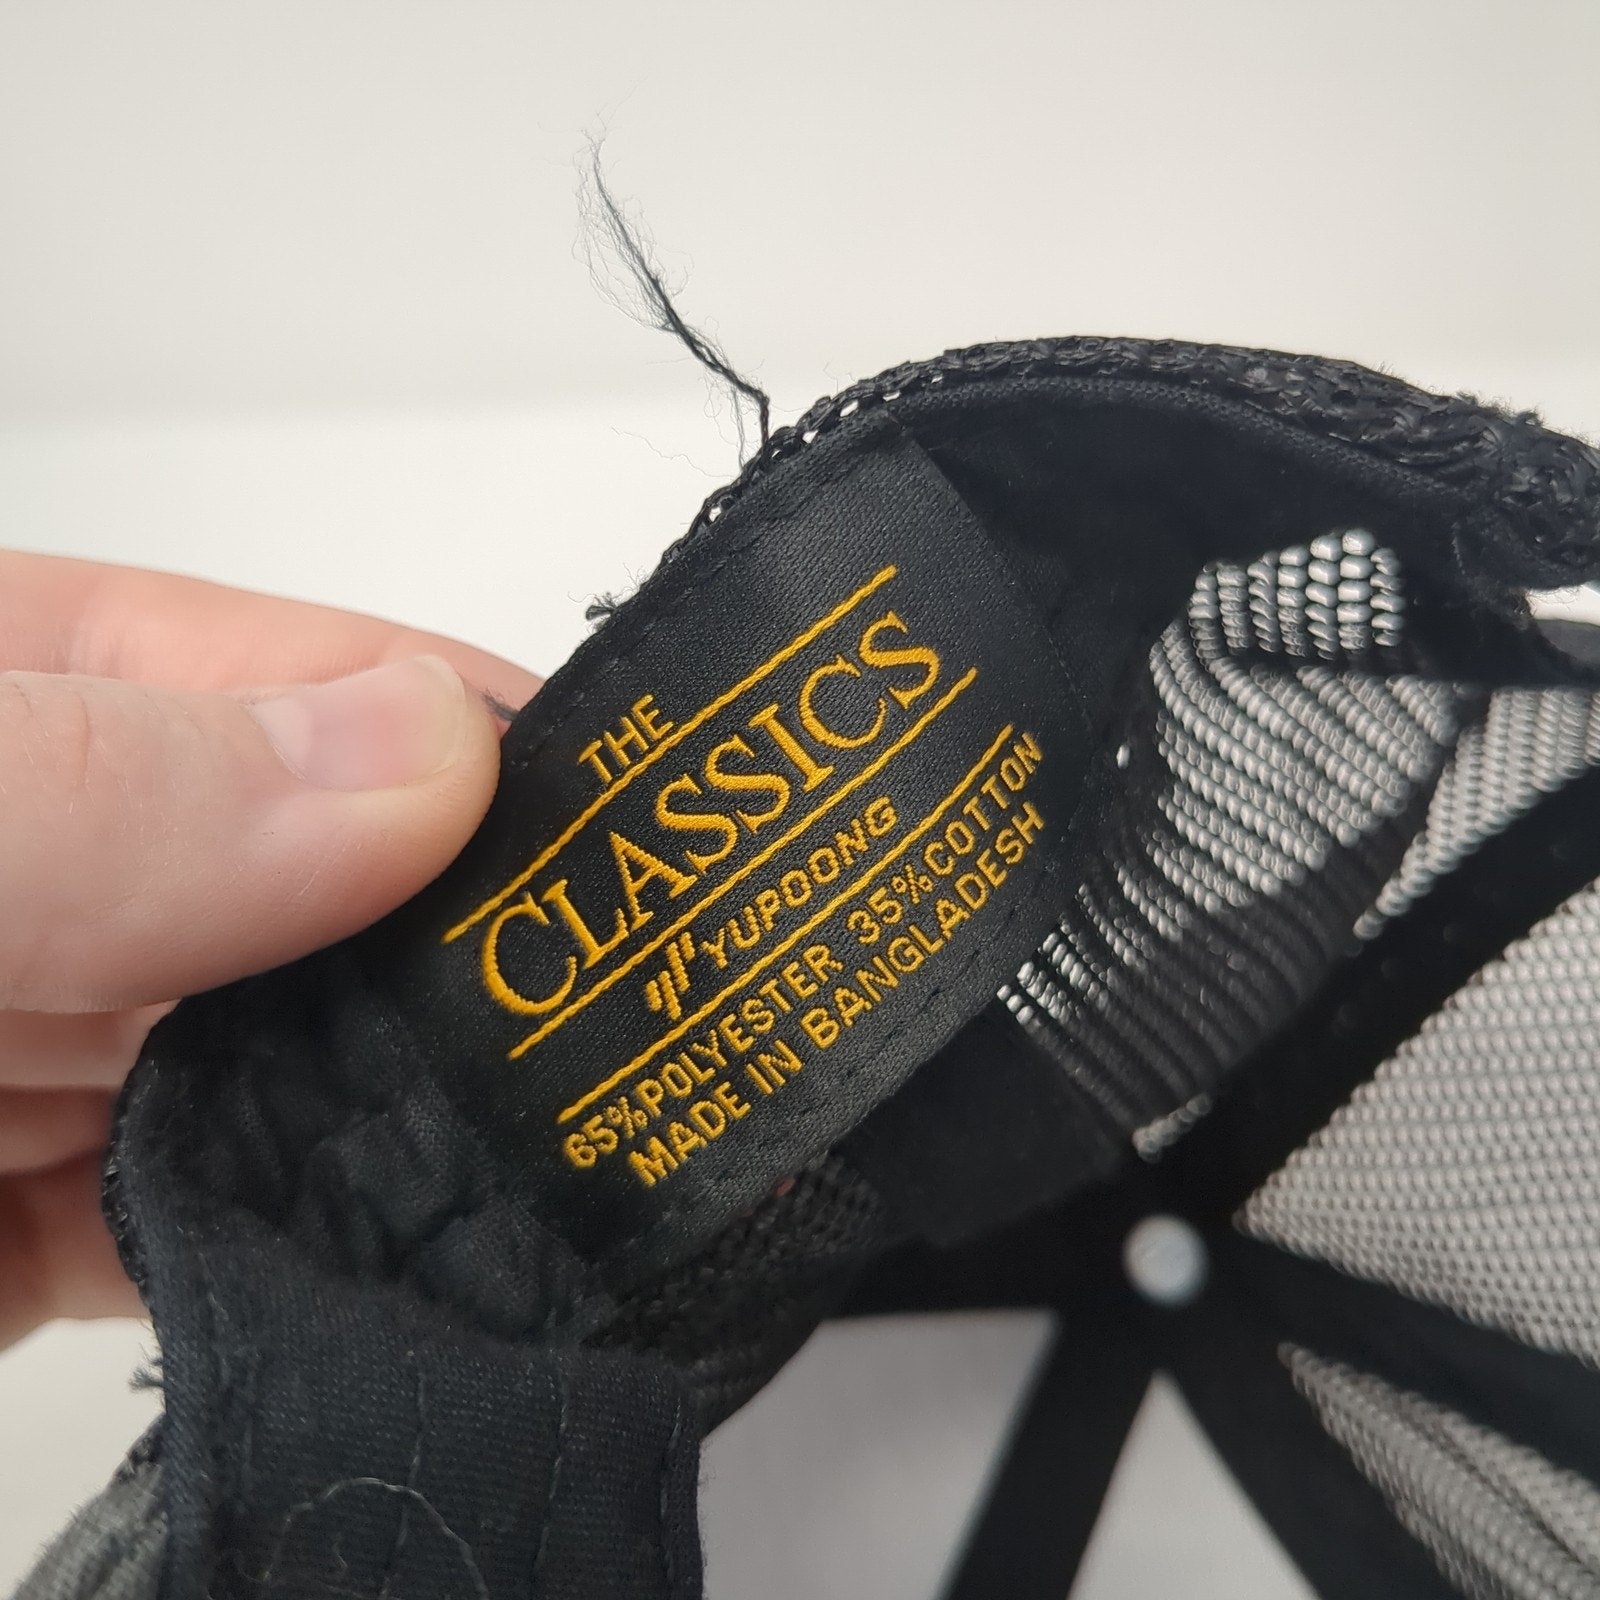 THE
CLASSICS
YUPOONG
65%POLYESTER 35%COTTON
MADE IN BANGLADESH